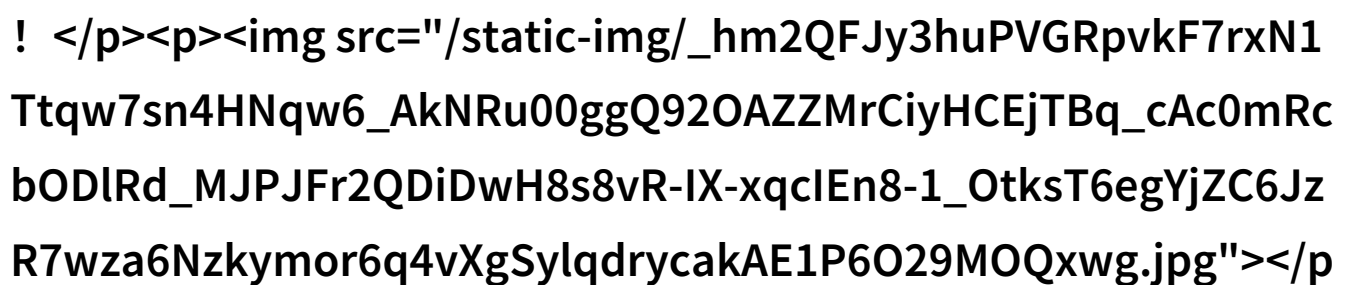 ！</p><p><img src="/static-img/_hm2QFJy3huPVGRpvkF7rxN1
Ttqw7sn4HNqw6_AkNRu00ggQ92OAZZMrCiyHCEjTBq_cAc0mRc
bODlRd_MJPJFr2QDiDwH8s8vR-IX-xqcIEn8-1_OtksT6egYjZC6Jz
R7wza6Nzkymor6q4vXgSylqdrycakAE1P6O29MOQxwg.jpg"></p